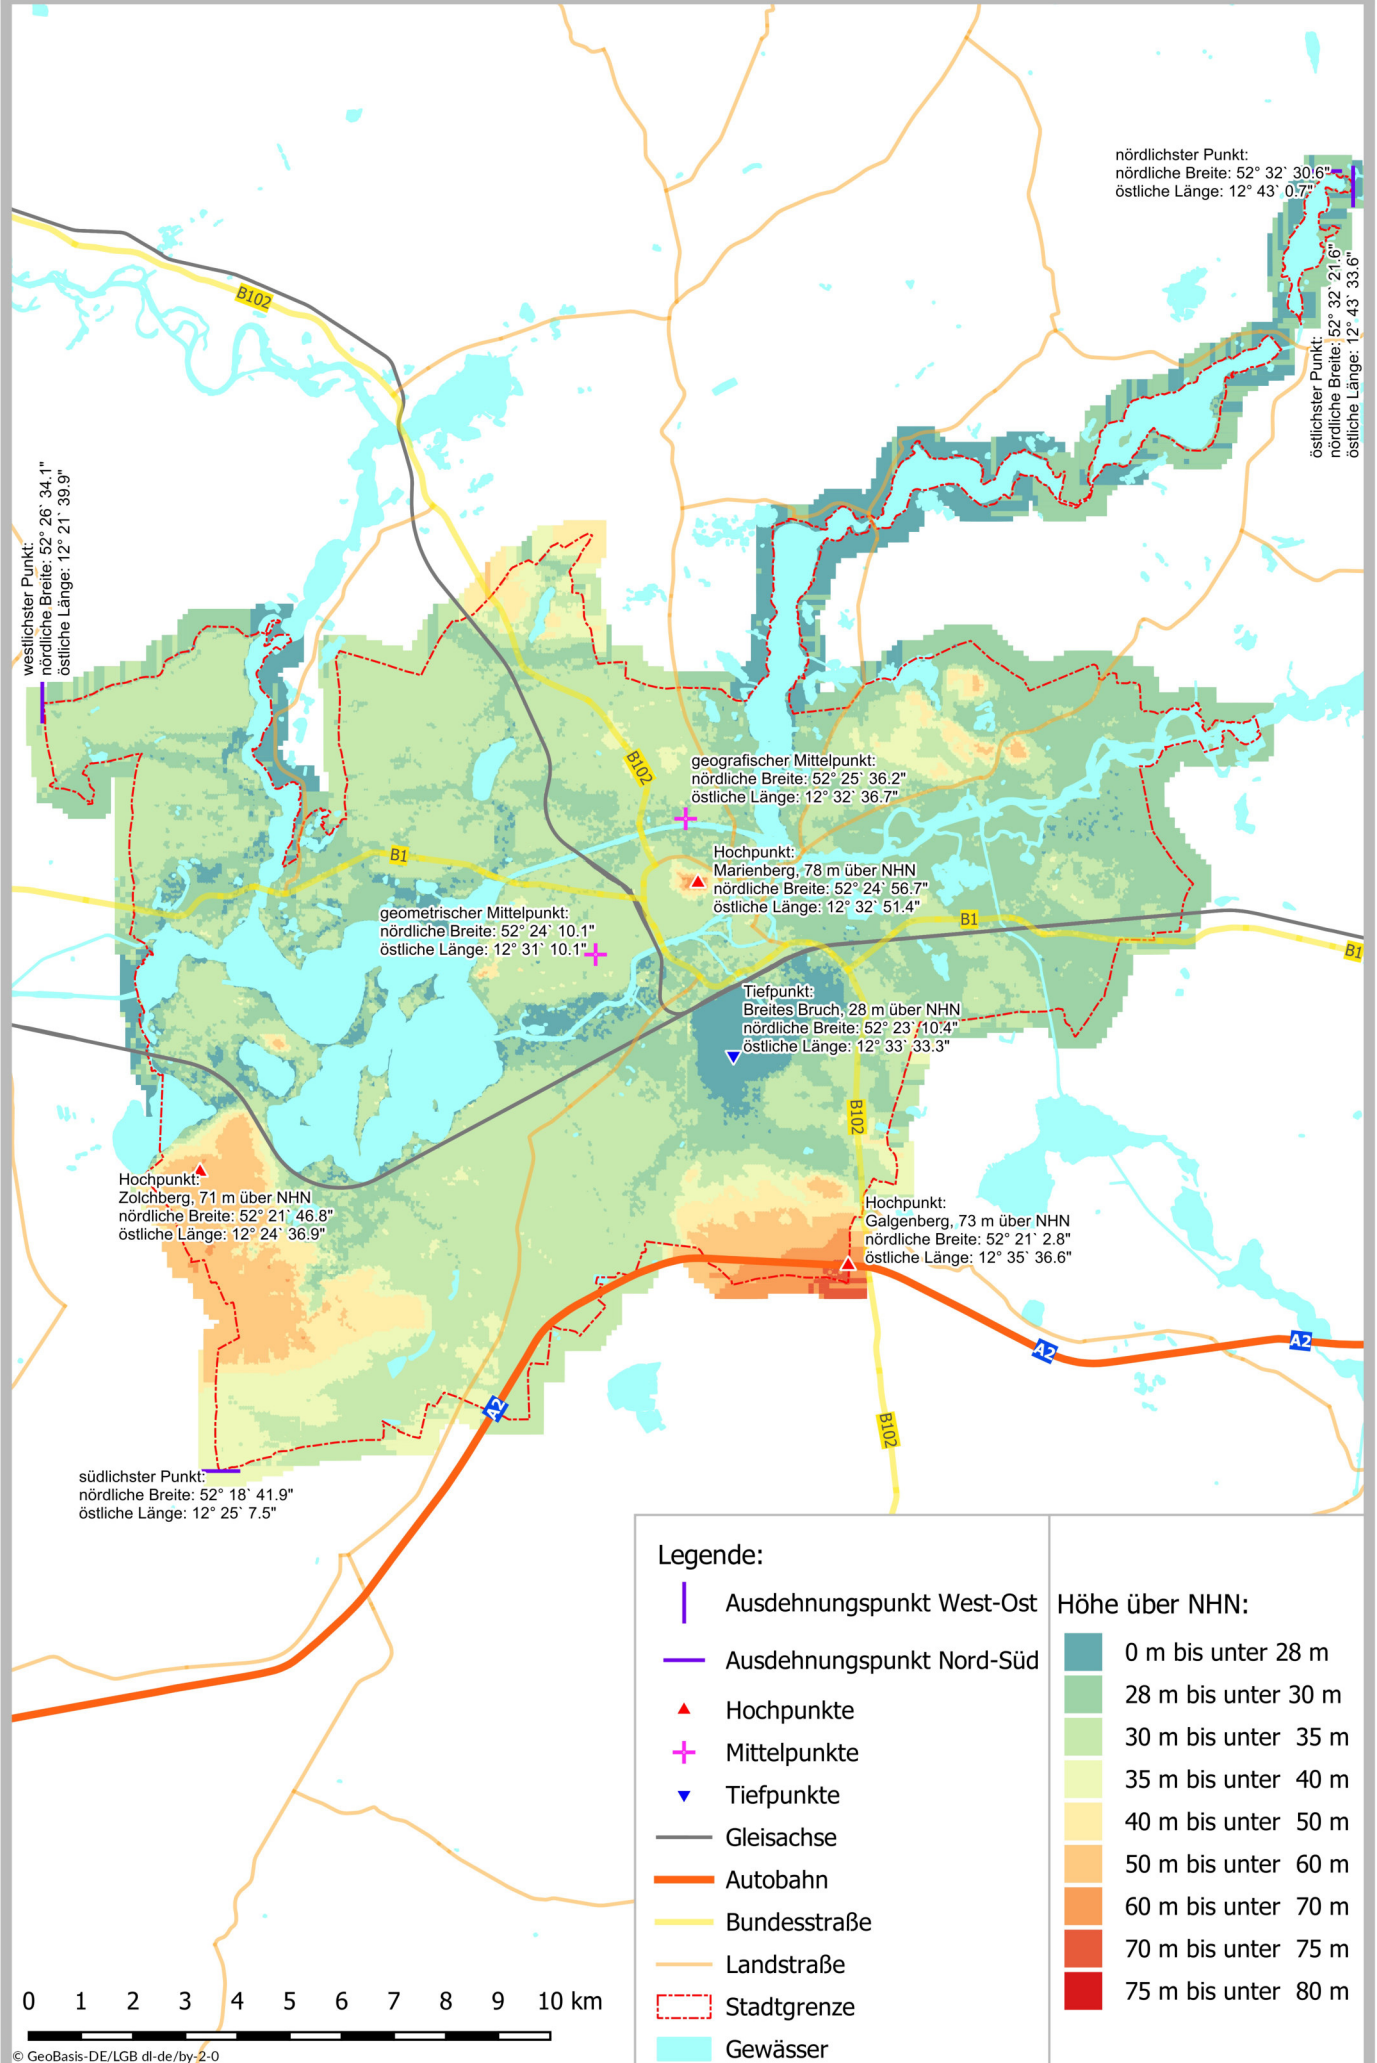 nördlichster Punkt:
nördliche Breite: 52° 32` 30.6"
östliche Länge: 12° 43` 0.7"
östlichster Punkt:
nördliche Breite: 52° 32` 21.6"
östliche Länge: 12° 43` 33.6"
B102
westlichster Punkt:
nördliche Breite: 52° 26` 34.1"
östliche Länge: 12° 21` 39.9"
B102
geografischer Mittelpunkt:
nördliche Breite: 52° 25` 36.2"
östliche Länge: 12° 32` 36.7"
B1
Hochpunkt:
Marienberg, 78 m über NHN
nördliche Breite: 52° 24` 56.7"
östliche Länge: 12° 32` 51.4"
geometrischer Mittelpunkt:
nördliche Breite: 52° 24` 10.1"
östliche Länge: 12° 31` 10.1"
B1
B1
Tiefpunkt:
Breites Bruch, 28 m über NHN
nördliche Breite: 52° 23` 10.4"
östliche Länge: 12° 33` 33.3"
B102
Hochpunkt:
Zolchberg, 71 m über NHN
nördliche Breite: 52° 21` 46.8"
östliche Länge: 12° 24` 36.9"
Hochpunkt:
Galgenberg, 73 m über NHN
nördliche Breite: 52° 21` 2.8"
östliche Länge: 12° 35` 36.6"
A2
A2
A2
B102
südlichster Punkt:
nördliche Breite: 52° 18` 41.9"
östliche Länge: 12° 25` 7.5"
Legende:
Ausdehnungspunkt West-Ost
Ausdehnungspunkt Nord-Süd
Hochpunkte
Mittelpunkte
Tiefpunkte
Gleisachse
Autobahn
Bundesstraße
Landstraße
Stadtgrenze
Gewässer
Höhe über NHN:
0 m bis unter 28 m
28 m bis unter 30 m
30 m bis unter 35 m
35 m bis unter 40 m
40 m bis unter 50 m
50 m bis unter 60 m
60 m bis unter 70 m
70 m bis unter 75 m
75 m bis unter 80 m
0 1 2 3 4 5 6 7 8 9 10 km
© GeoBasis-DE/LGB dl-de/by-2-0